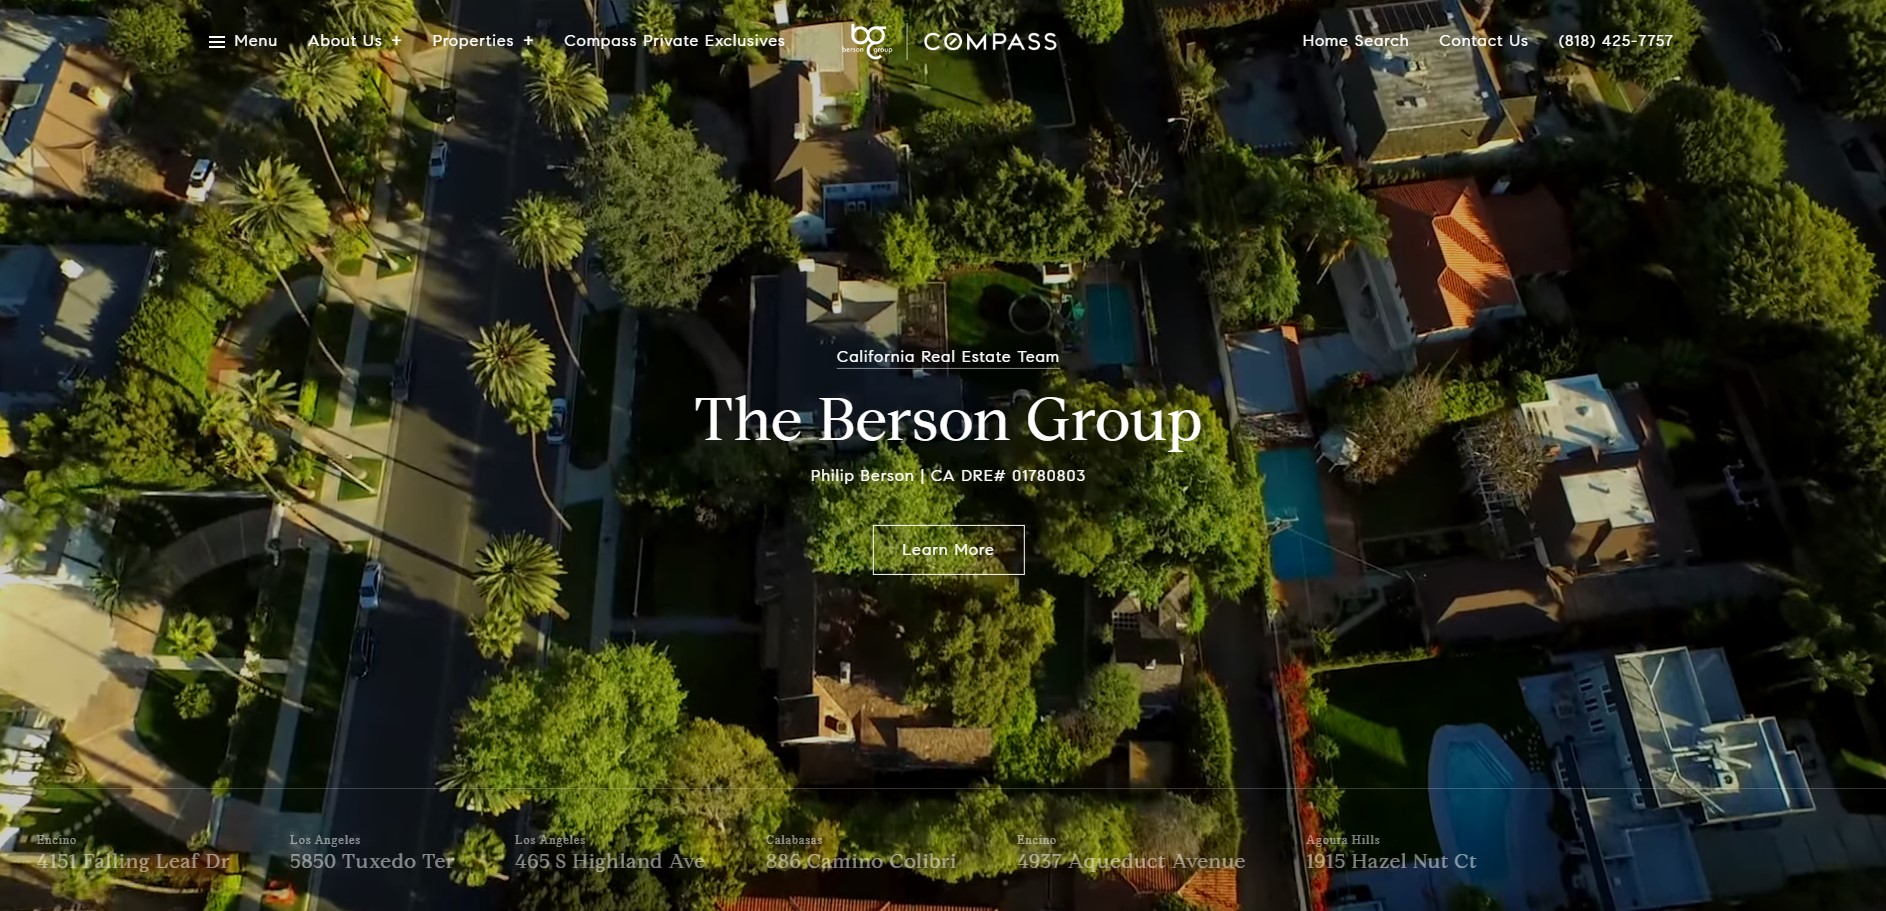 Menu
About Us +
Properties +
Compass Private Exclusives
bg
berson group
COMPASS
Home Search
Contact Us
(818) 425-7757
California Real Estate Team
The Berson Group
Philip Berson | CA DRE# 01780803
Learn More
Encino
4151 Falling Leaf Dr
Los Angeles
5850 Tuxedo Ter
Los Angeles
465 S Highland Ave
Calabasas
886 Camino Colibri
Encino
4937 Aqueduct Avenue
Agoura Hills
1915 Hazel Nut Ct